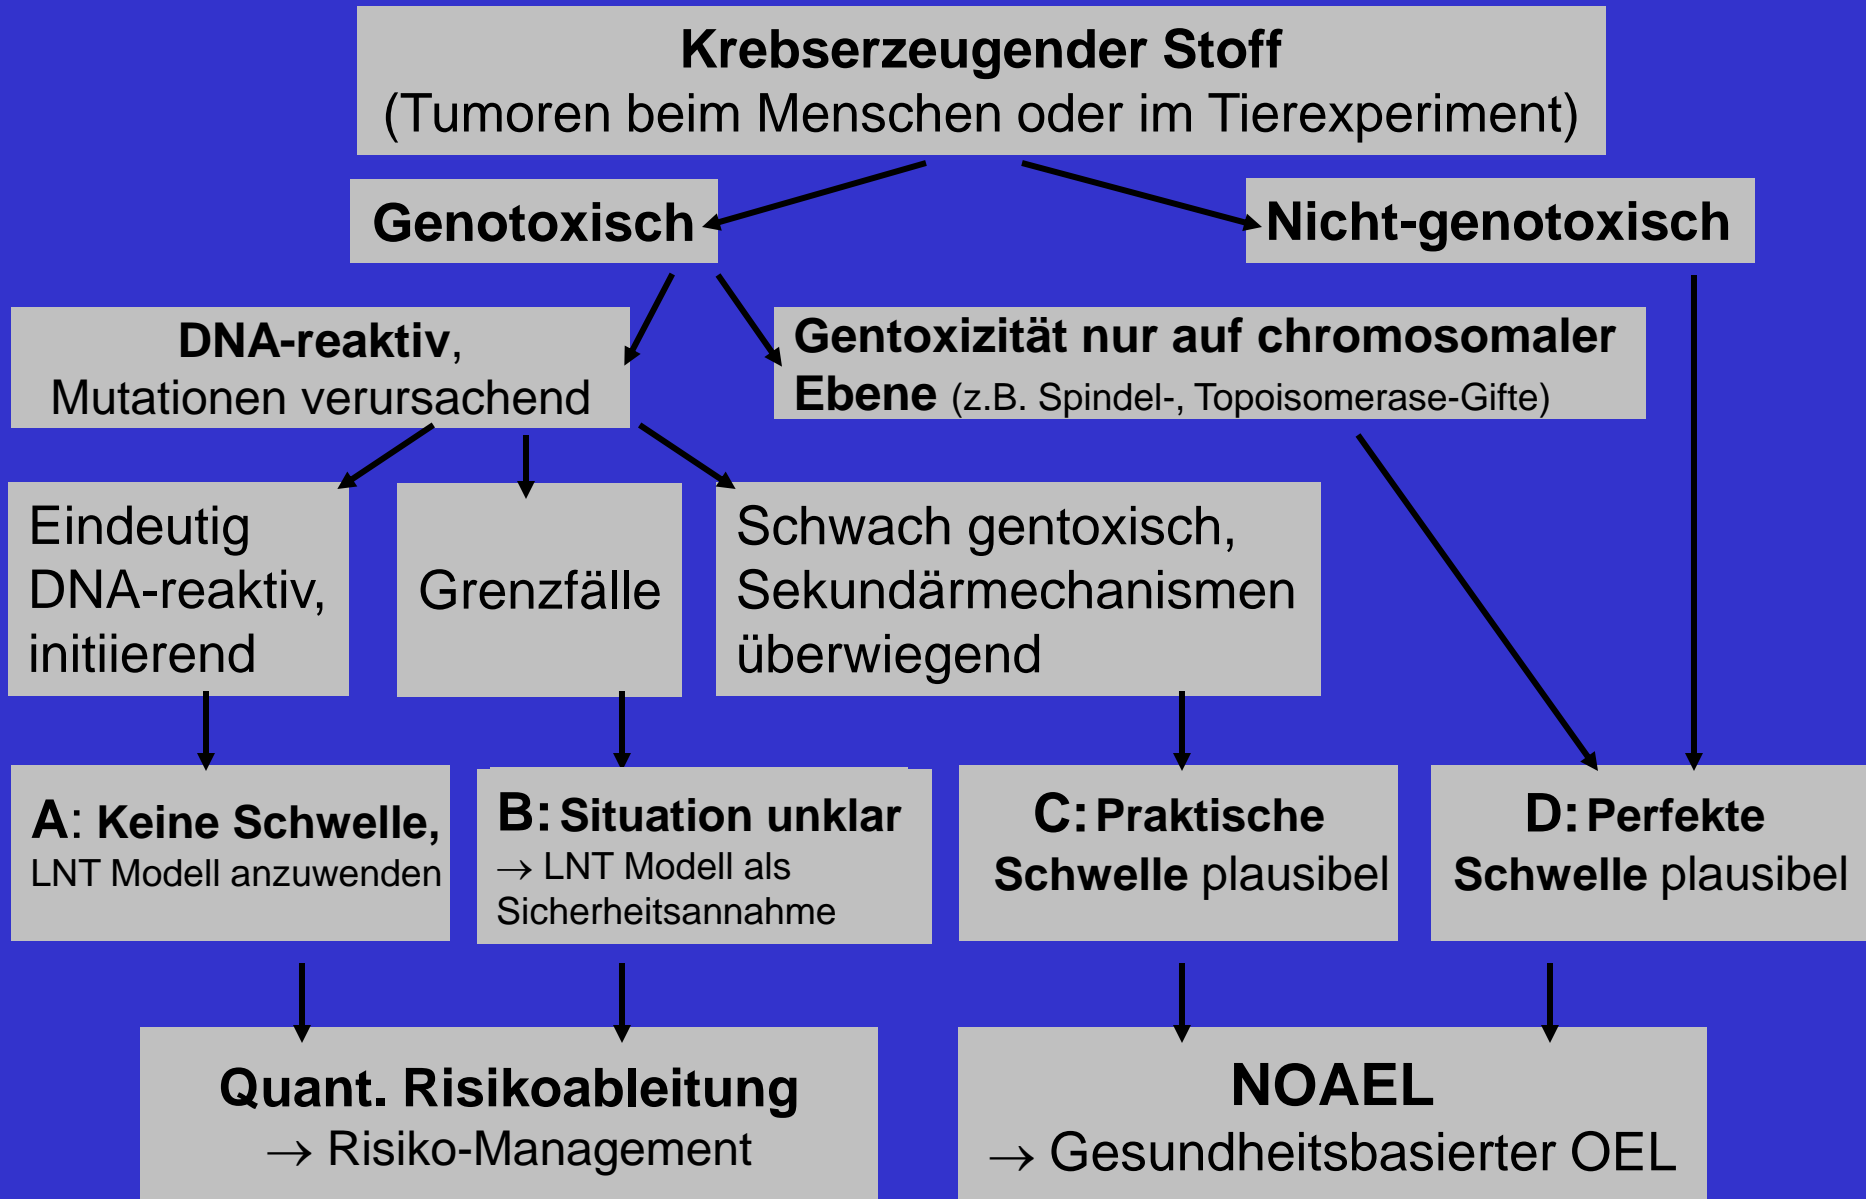 Krebserzeugender Stoff
(Tumoren beim Menschen oder im Tierexperiment)
Genotoxisch
Nicht-genotoxisch
DNA-reaktiv,
Mutationen verursachend
Gentoxizität nur auf chromosomaler
Ebene (z.B. Spindel-, Topoisomerase-Gifte)
Eindeutig
DNA-reaktiv,
initiierend
Grenzfälle
Schwach gentoxisch,
Sekundärmechanismen
überwiegend
A: Keine Schwelle,
LNT Modell anzuwenden
B: Situation unklar
→ LNT Modell als
Sicherheitsannahme
C: Praktische
Schwelle plausibel
D: Perfekte
Schwelle plausibel
Quant. Risikoableitung
→ Risiko-Management
NOAEL
→ Gesundheitsbasierter OEL